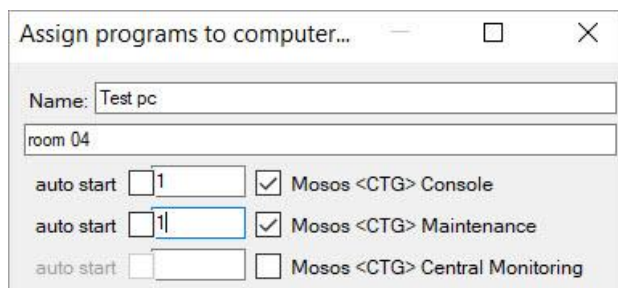 Assign programs to computer...
Name: Test pc
room 04
auto start 1 Mosos <CTG> Console
auto start 1 Mosos <CTG> Maintenance
auto start Mosos <CTG> Central Monitoring